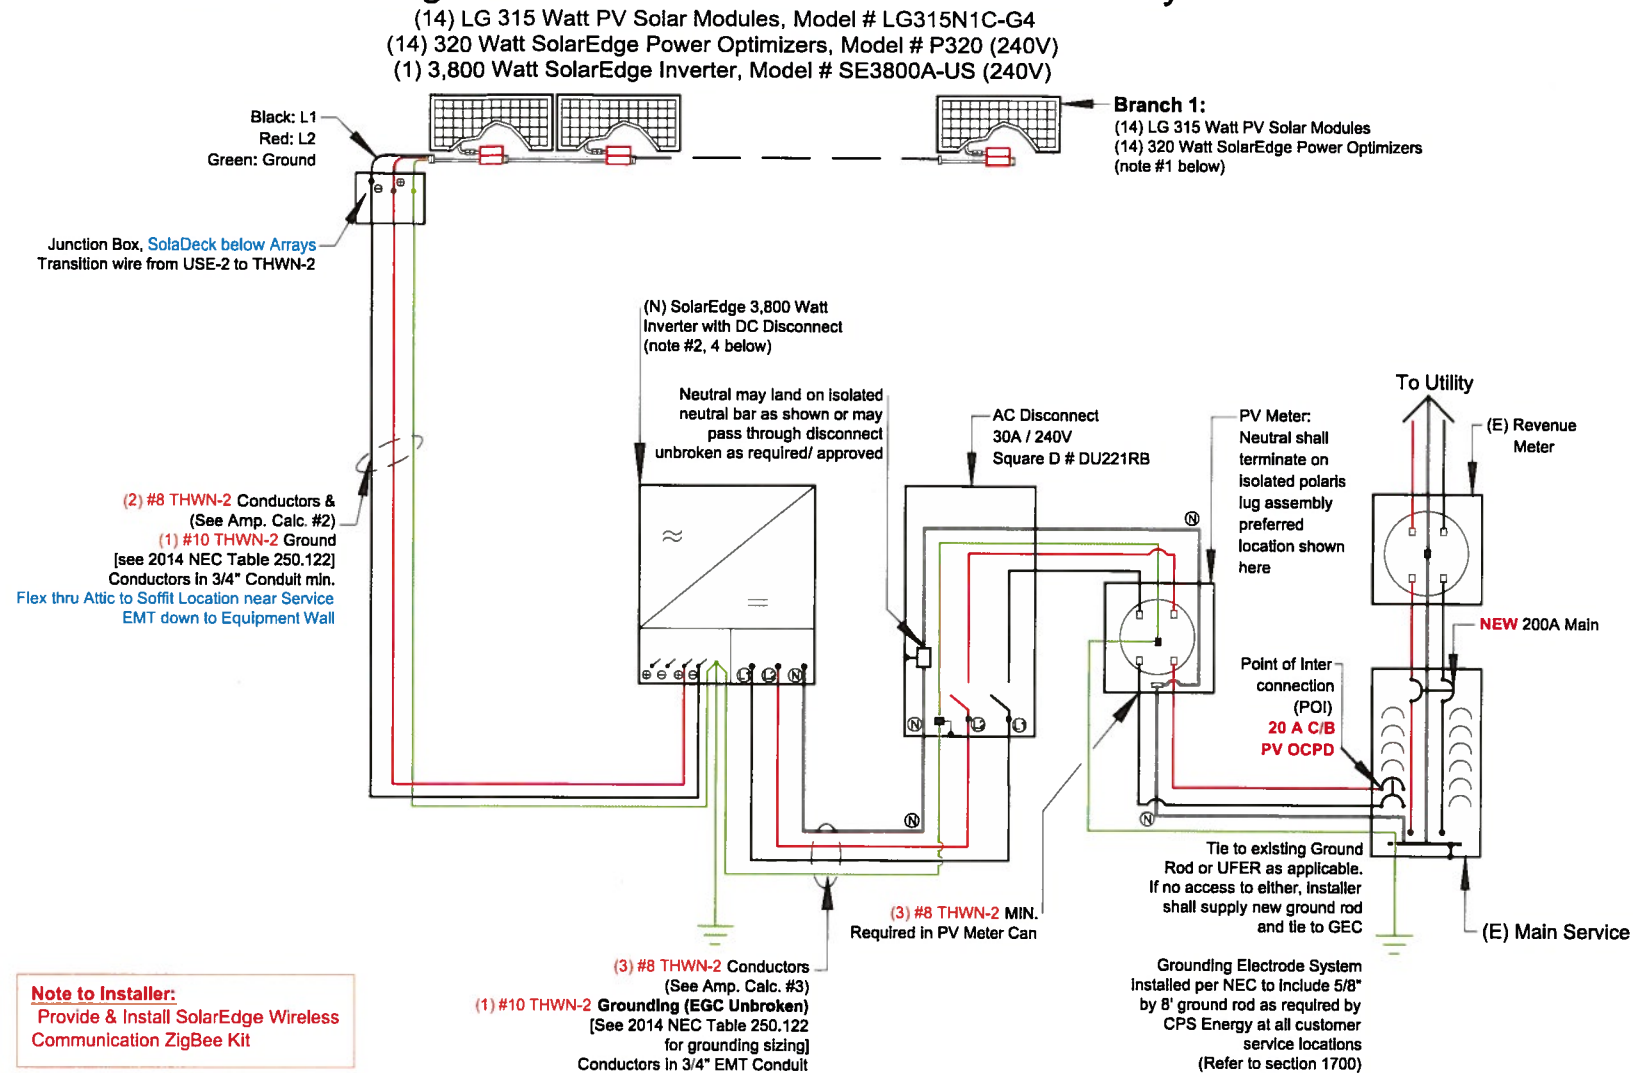 (14) LG 315 Watt PV Solar Modules, Model # LG315N1C-G4
(14) 320 Watt SolarEdge Power Optimizers, Model # P320 (240V)
(1) 3,800 Watt SolarEdge Inverter, Model # SE3800A-US (240V)
Black: L1
Red: L2
Green: Ground
Branch 1:
(14) LG 315 Watt PV Solar Modules
(14) 320 Watt SolarEdge Power Optimizers
(note #1 below)
Junction Box, SolaDeck below Arrays
Transition wire from USE-2 to THWN-2
(N) SolarEdge 3,800 Watt
Inverter with DC Disconnect
(note #2, 4 below)
Neutral may land on isolated
neutral bar as shown or may
pass through disconnect
unbroken as required/ approved
AC Disconnect
30A / 240V
Square D # DU221RB
PV Meter:
Neutral shall
terminate on
isolated polaris
lug assembly
preferred
location shown
here
To Utility
(E) Revenue
Meter
(2) #8 THWN-2 Conductors &
(See Amp. Calc. #2)
(1) #10 THWN-2 Ground
[see 2014 NEC Table 250.122]
Conductors in 3/4" Conduit min.
Flex thru Attic to Soffit Location near Service
EMT down to Equipment Wall
NEW 200A Main
Point of Inter
connection
(POI)
20 A C/B
PV OCPD
L1 L2 N
N
L2
L1
N
N
N
Tie to existing Ground
Rod or UFER as applicable.
If no access to either, installer
shall supply new ground rod
and tie to GEC
(E) Main Service
(3) #8 THWN-2 MIN.
Required in PV Meter Can
(3) #8 THWN-2 Conductors
(See Amp. Calc. #3)
(1) #10 THWN-2 Grounding (EGC Unbroken)
[See 2014 NEC Table 250.122
for grounding sizing]
Conductors in 3/4" EMT Conduit
Grounding Electrode System
installed per NEC to include 5/8"
by 8' ground rod as required by
CPS Energy at all customer
service locations
(Refer to section 1700)
Note to Installer:
Provide & Install SolarEdge Wireless
Communication ZigBee Kit